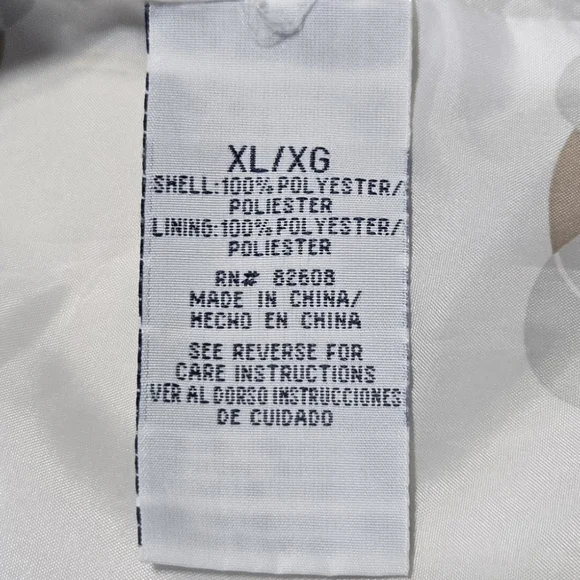 XL/XG
SHELL:100% POLYESTER/
POLIESTER
LINING:100% POLYESTER/
POLIESTER
RN# 82608
MADE IN CHINA/
HECHO EN CHINA
SEE REVERSE FOR
CARE INSTRUCTIONS
VER AL DORSO INSTRUCCIONES
DE CUIDADO